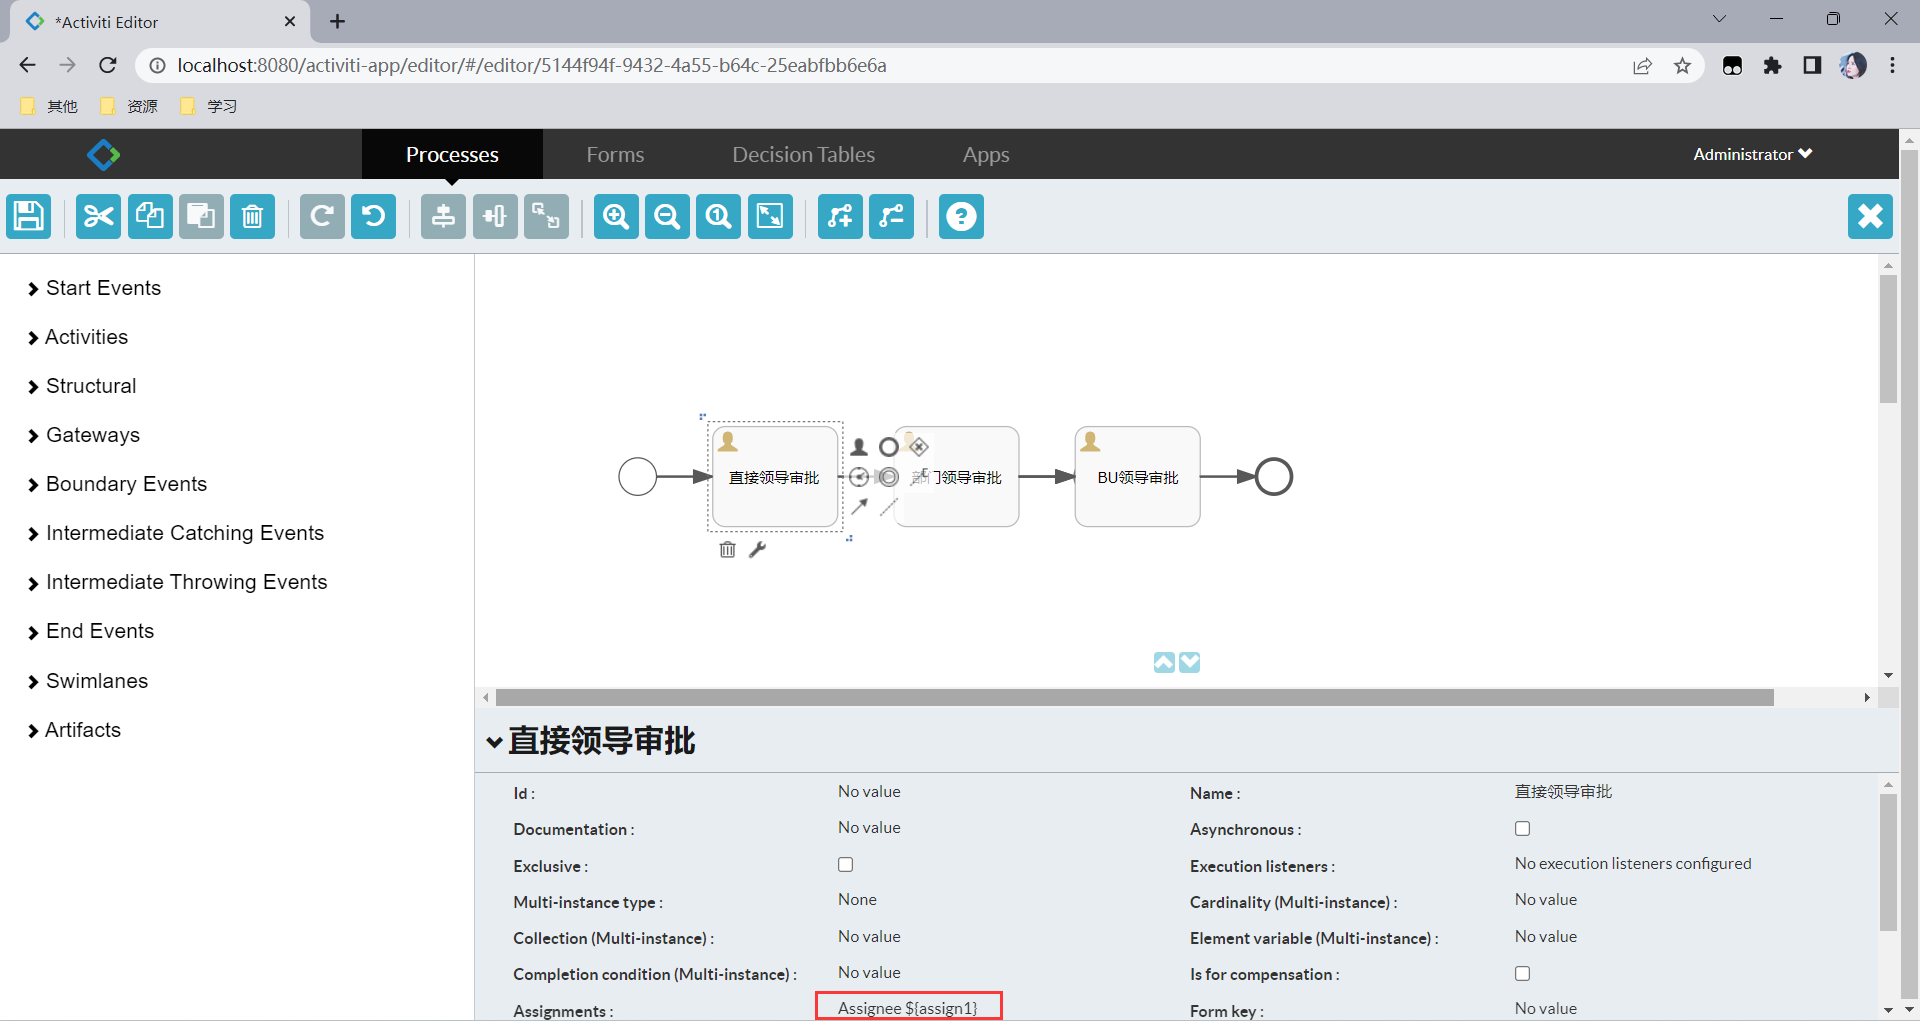 *Activiti Editor
localhost:8080/activiti-app/editor/#/editor/5144f94f-9432-4a55-b64c-25eabfbb6e6a
其他 资源 学习
Processes Forms Decision Tables Apps Administrator
Start Events
Activities
Structural
Gateways
Boundary Events
Intermediate Catching Events
Intermediate Throwing Events
End Events
Swimlanes
Artifacts
直接领导审批 部门领导审批 BU领导审批
直接领导审批
Id : No value Name : 直接领导审批
Documentation : No value Asynchronous :
Exclusive : Execution listeners : No execution listeners configured
Multi-instance type : None Cardinality (Multi-instance) : No value
Collection (Multi-instance) : No value Element variable (Multi-instance) : No value
Completion condition (Multi-instance) : No value Is for compensation :
Assignments : Assignee ${assign1} Form key : No value